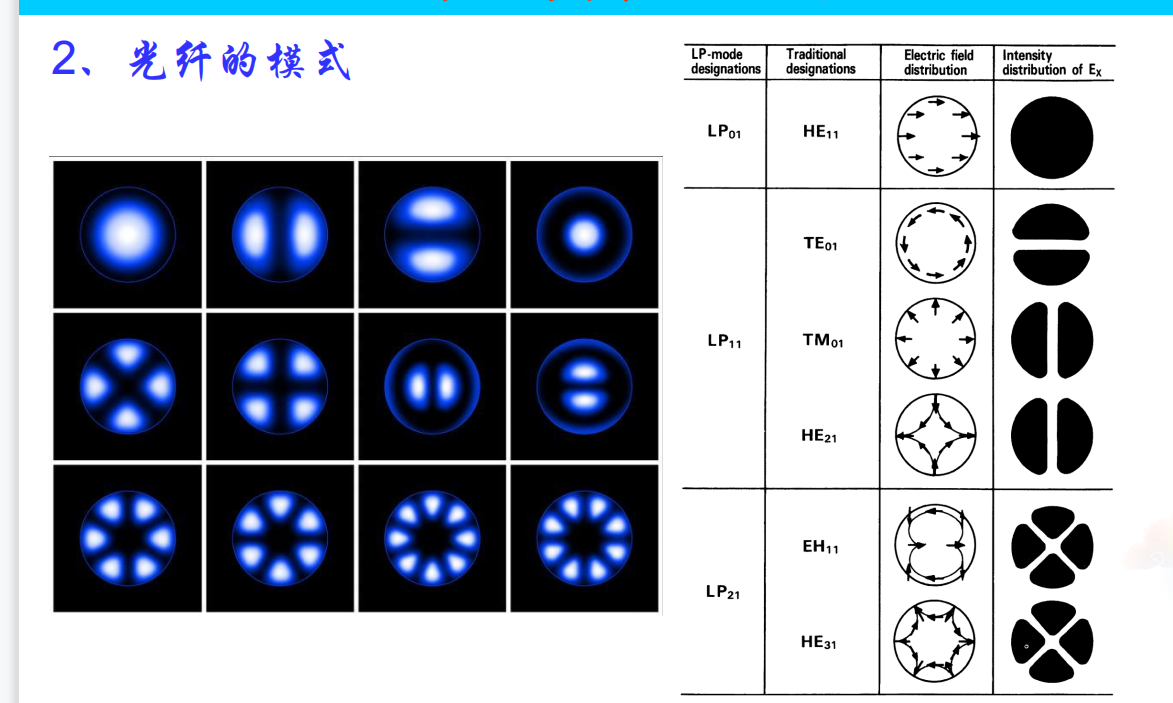 2、光纤的模式
LP-mode designations Traditional designations Electric field distribution Intensity distribution of EX
LP01 HE11
TE01
LP11 TM01
HE21
EH11
LP21
HE31